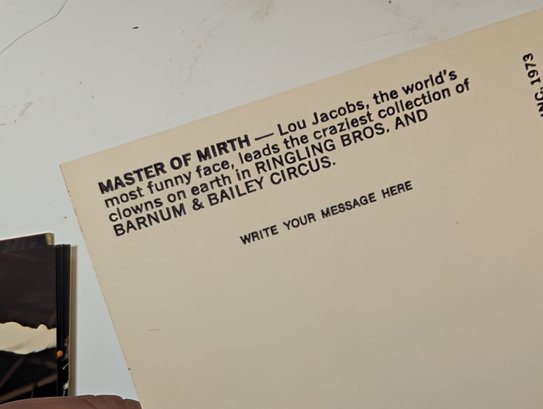 MASTER OF MIRTH — Lou Jacobs, the world's
most funny face, leads the craziest collection of
clowns on earth in RINGLING BROS. AND
BARNUM & BAILEY CIRCUS.
WRITE YOUR MESSAGE HERE
INC. 1973